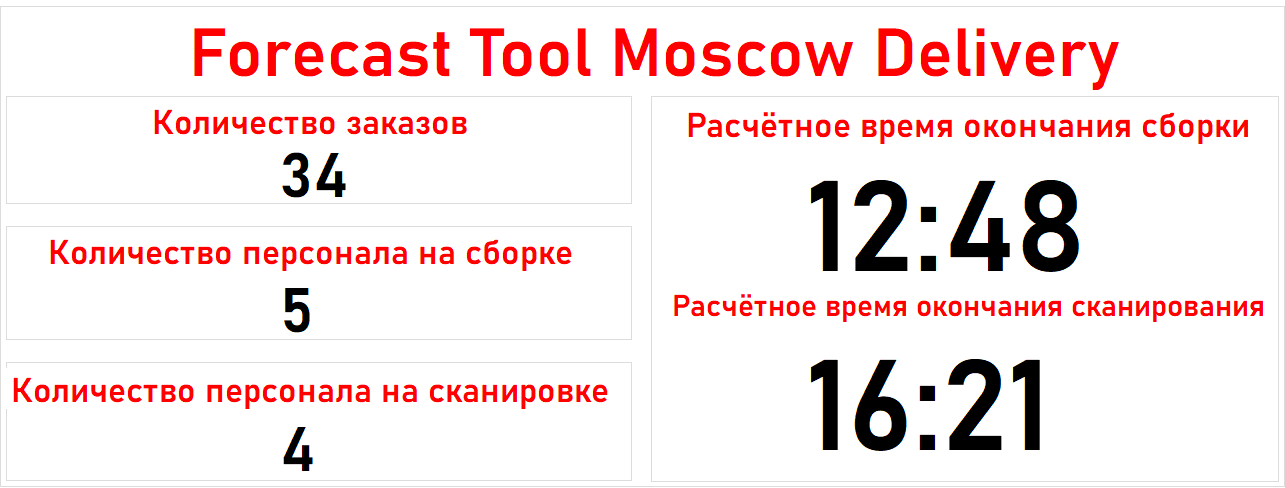 Forecast Tool Moscow Delivery
Количество заказов
34
Количество персонала на сборке
5
Количество персонала на сканировке
4
Расчётное время окончания сборки
12:48
Расчётное время окончания сканирования
16:21